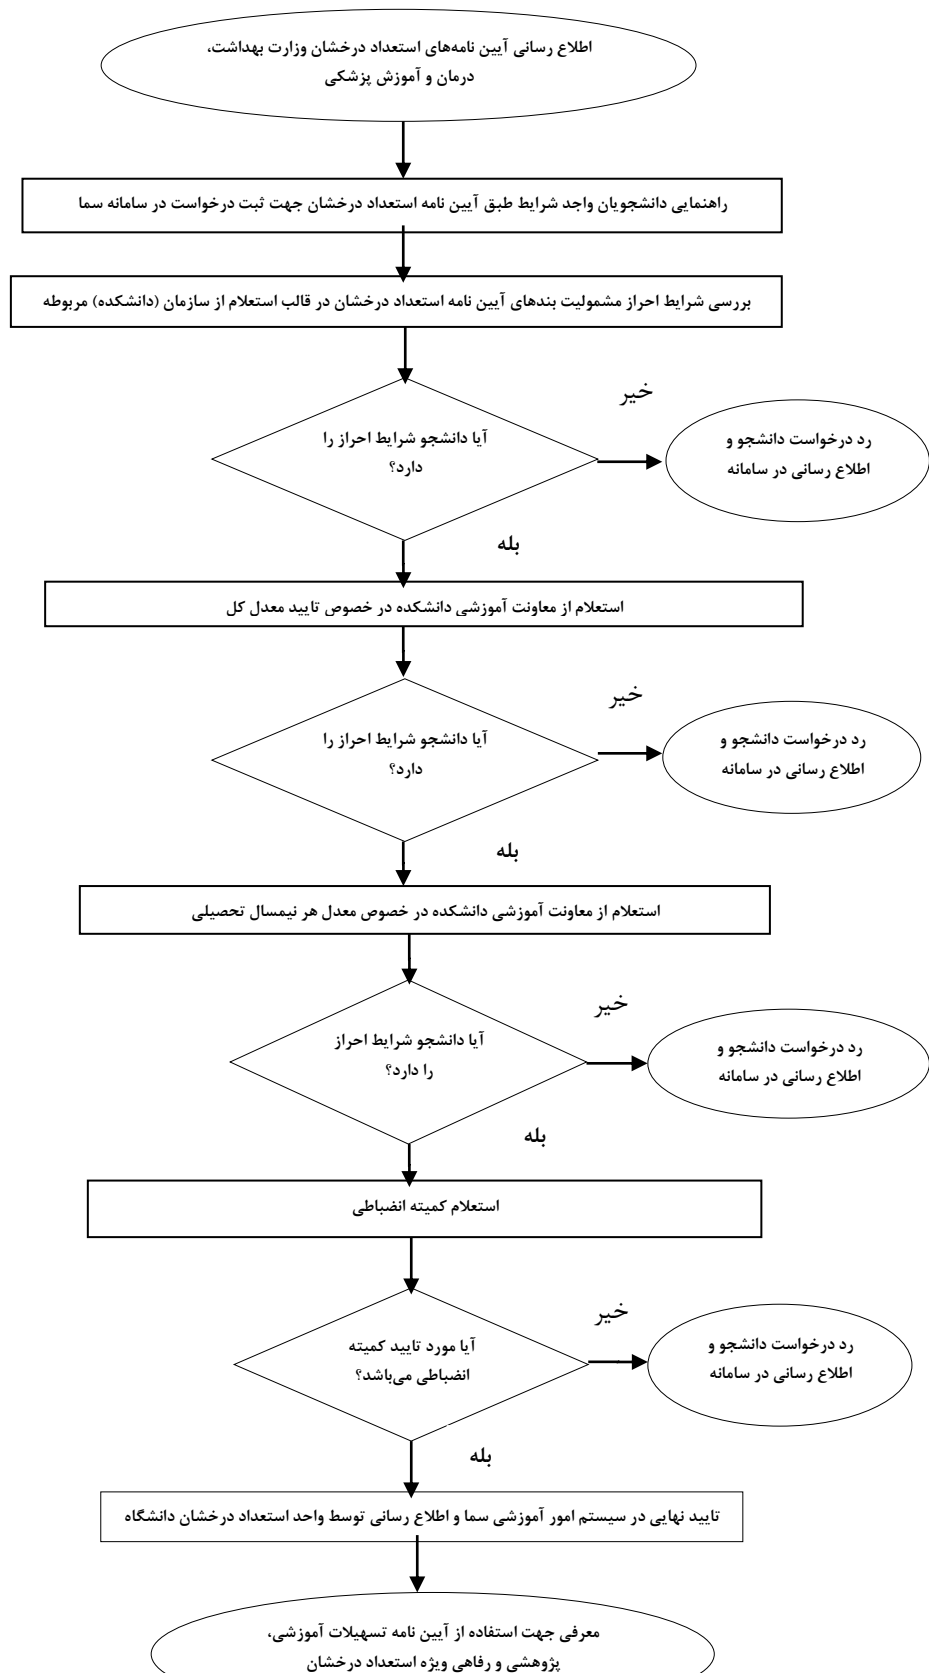 اطلاع رسانی آیین نامه‌های استعداد درخشان وزارت بهداشت،
درمان و آموزش پزشکی
راهنمایی دانشجویان واجد شرایط طبق آیین نامه استعداد درخشان جهت ثبت درخواست در سامانه سما
بررسی شرایط احراز مشمولیت بندهای آیین نامه استعداد درخشان در قالب استعلام از سازمان (دانشکده) مربوطه
آیا دانشجو شرایط احراز را
دارد؟
خیر
رد درخواست دانشجو و
اطلاع رسانی در سامانه
بله
استعلام از معاونت آموزشی دانشکده در خصوص تایید معدل کل
آیا دانشجو شرایط احراز را
دارد؟
خیر
رد درخواست دانشجو و
اطلاع رسانی در سامانه
بله
استعلام از معاونت آموزشی دانشکده در خصوص معدل هر نیمسال تحصیلی
آیا دانشجو شرایط احراز
را دارد؟
خیر
رد درخواست دانشجو و
اطلاع رسانی در سامانه
بله
استعلام کمیته انضباطی
آیا مورد تایید کمیته
انضباطی می‌باشد؟
خیر
رد درخواست دانشجو و
اطلاع رسانی در سامانه
بله
تایید نهایی در سیستم امور آموزشی سما و اطلاع رسانی توسط واحد استعداد درخشان دانشگاه
معرفی جهت استفاده از آیین نامه تسهیلات آموزشی،
پژوهشی و رفاهی ویژه استعداد درخشان